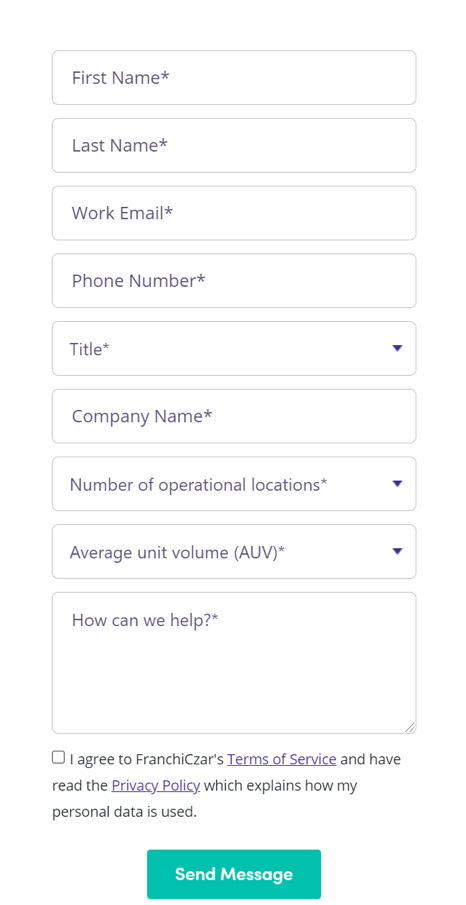 First Name*
Last Name*
Work Email*
Phone Number*
Title*
Company Name*
Number of operational locations*
Average unit volume (AUV)*
How can we help?*
I agree to FranchiCzar's Terms of Service and have
read the Privacy Policy which explains how my
personal data is used.
Send Message